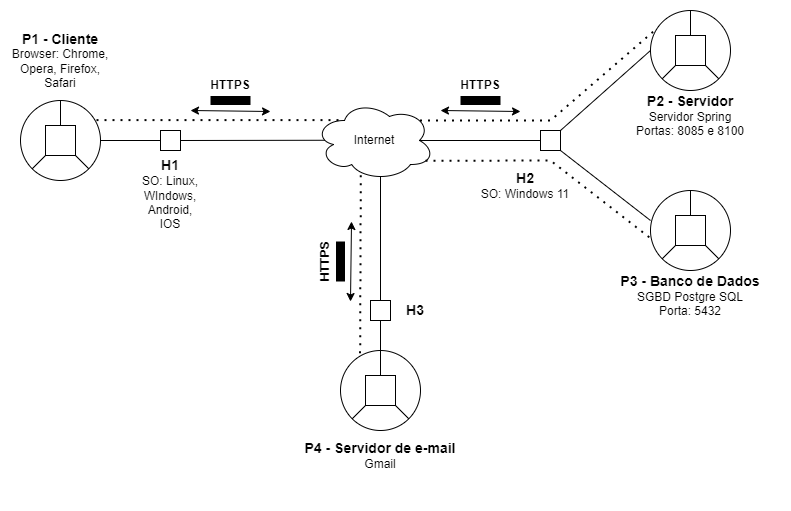 P1 - Cliente
Browser: Chrome,
Opera, Firefox,
Safari
HTTPS
HTTPS
P2 - Servidor
Servidor Spring
Portas: 8085 e 8100
Internet
H1
SO: Linux,
WIndows,
Android,
IOS
H2
SO: Windows 11
HTTPS
P3 - Banco de Dados
SGBD Postgre SQL
Porta: 5432
H3
P4 - Servidor de e-mail
Gmail